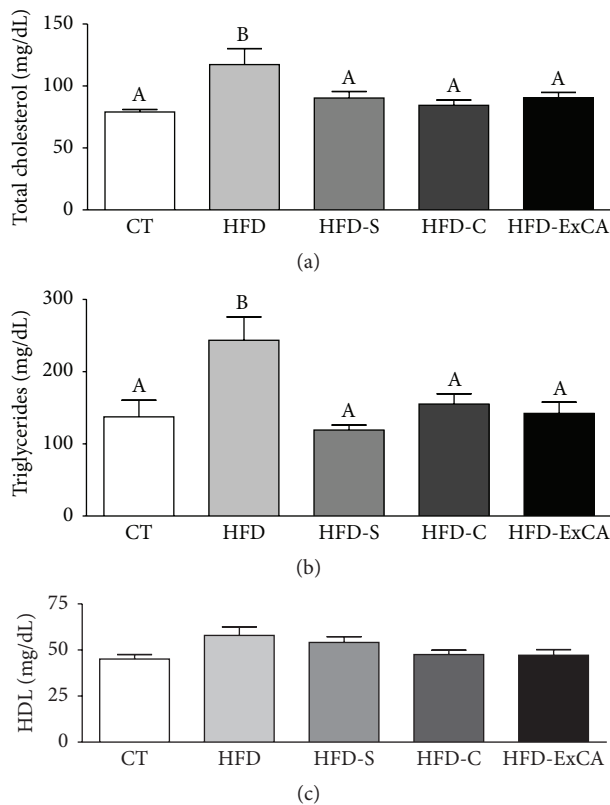 Total cholesterol (mg/dL)
150
100
50
0
A
B
A
A
A
CT HFD HFD-S HFD-C HFD-ExCA
(a)
Triglycerides (mg/dL)
300
200
100
0
A
B
A
A
A
CT HFD HFD-S HFD-C HFD-ExCA
(b)
HDL (mg/dL)
75
50
25
0
CT HFD HFD-S HFD-C HFD-ExCA
(c)